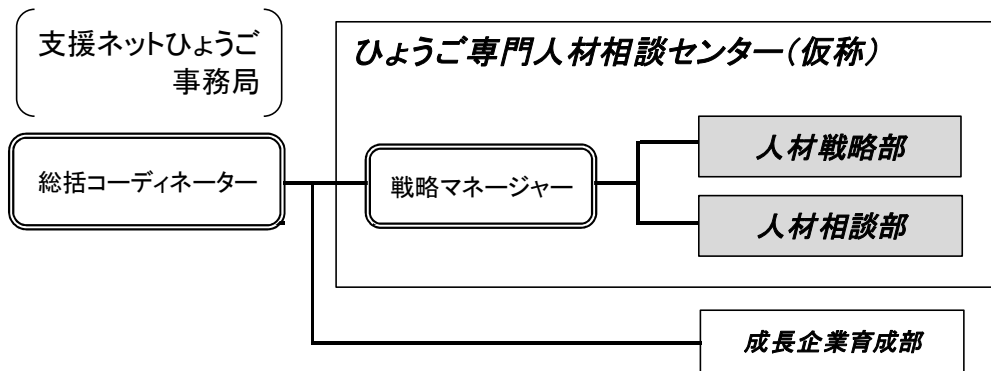 支援ネットひょうご
事務局
ひょうご専門人材相談センター(仮称)
総括コーディネーター
戦略マネージャー
人材戦略部
人材相談部
成長企業育成部